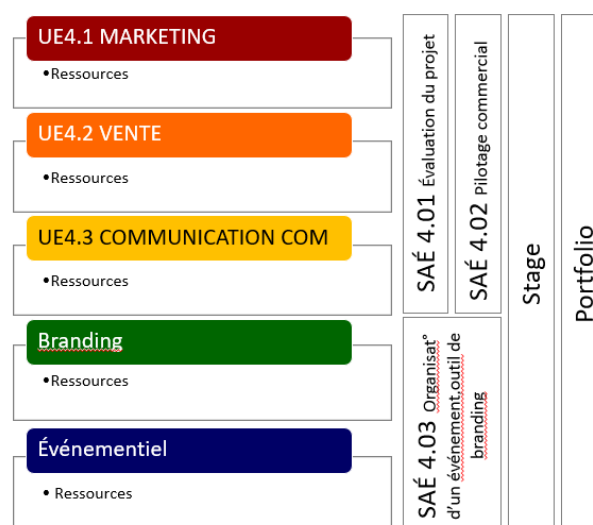 UE4.1 MARKETING
•Ressources
UE4.2 VENTE
•Ressources
UE4.3 COMMUNICATION COM
•Ressources
Branding
•Ressources
Événementiel
• Ressources
SAÉ 4.01 Évaluation du projet
SAÉ 4.02 Pilotage commercial
SAÉ 4.03 Organisat°
d'un événement,outil de
branding
Stage
Portfolio